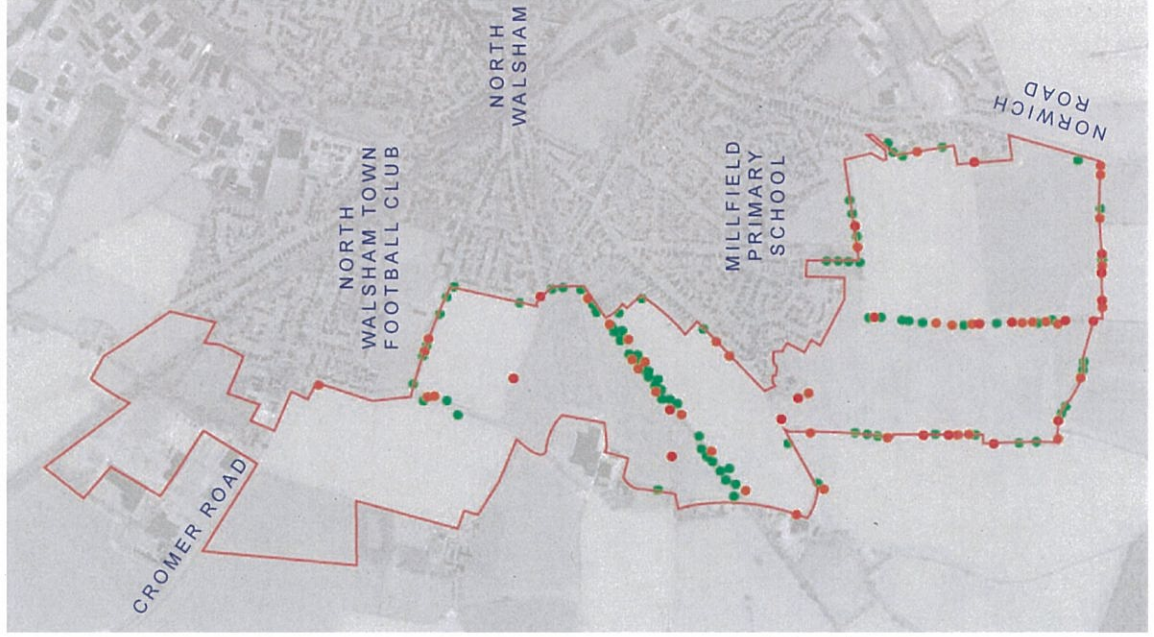 NORTH
WALSHAM
NORTH
WALSHAM TOWN
FOOTBALL CLUB
MILLFIELD
PRIMARY
SCHOOL
NORWICH
ROAD
CROMER ROAD